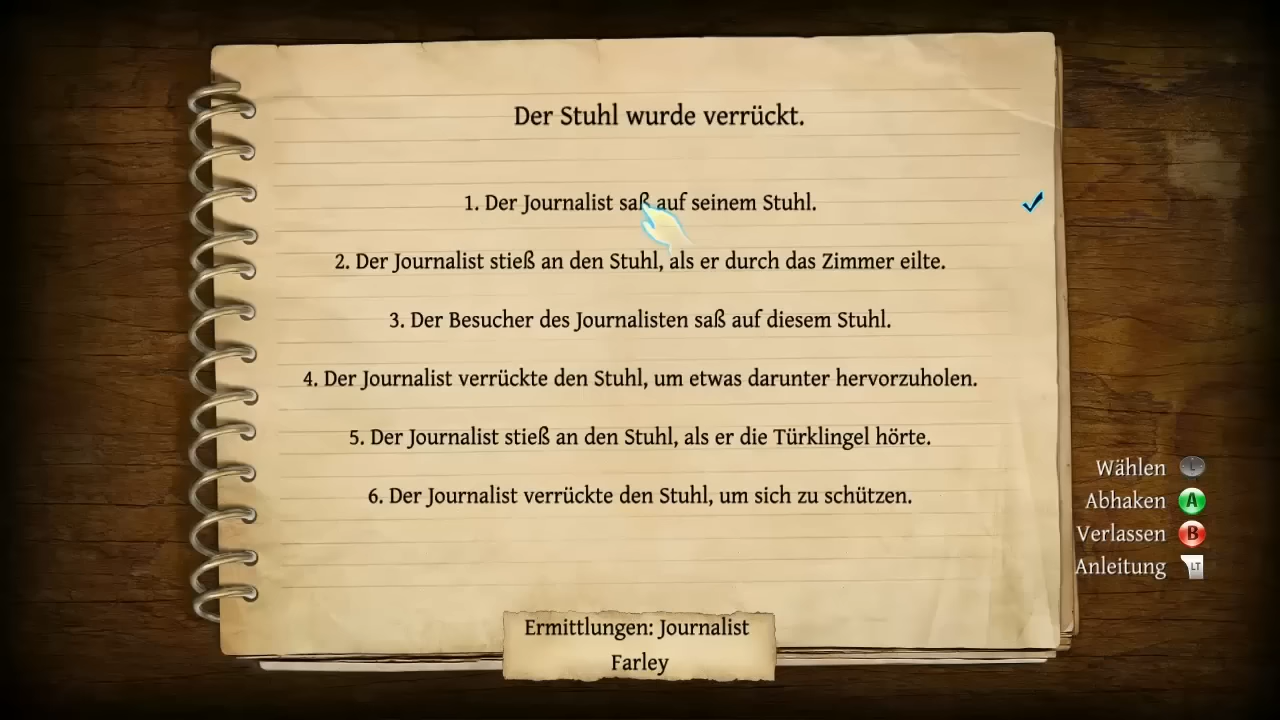 Der Stuhl wurde verrückt.
1. Der Journalist saß auf seinem Stuhl.
2. Der Journalist stieß an den Stuhl, als er durch das Zimmer eilte.
3. Der Besucher des Journalisten saß auf diesem Stuhl.
4. Der Journalist verrückte den Stuhl, um etwas darunter hervorzuholen.
5. Der Journalist stieß an den Stuhl, als er die Türklingel hörte.
6. Der Journalist verrückte den Stuhl, um sich zu schützen.
Wählen L
Abhaken A
Verlassen B
Anleitung LT
Ermittlungen: Journalist
Farley